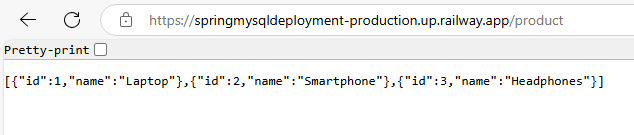 https://springmysqldeployment-production.up.railway.app/product
Pretty-print
[{"id":1,"name":"Laptop"},{"id":2,"name":"Smartphone"},{"id":3,"name":"Headphones"}]